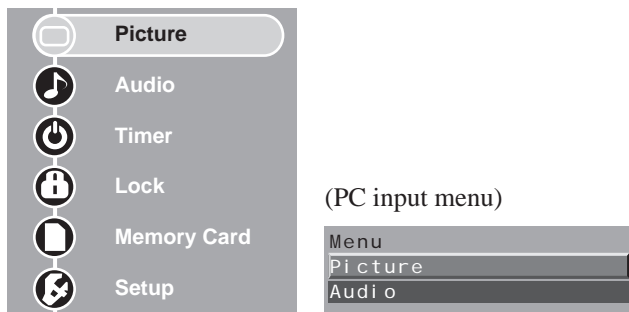 Picture
Audio
Timer
Lock
Memory Card
Setup
(PC input menu)
Menu
Picture
Audio